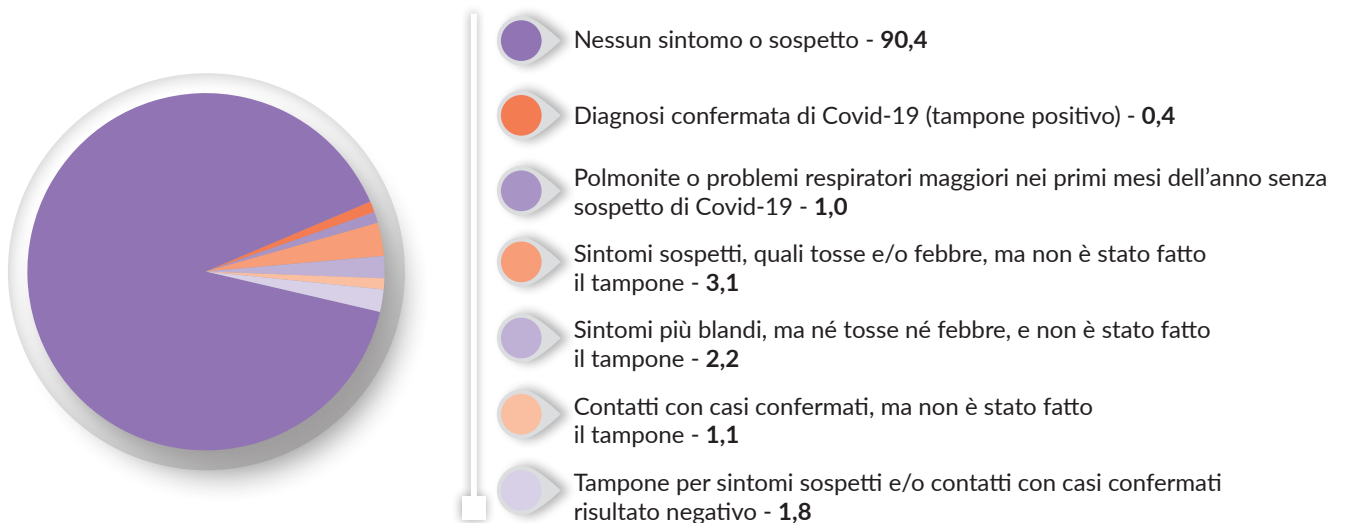 Nessun sintomo o sospetto - 90,4
Diagnosi confermata di Covid-19 (tampone positivo) - 0,4
Polmonite o problemi respiratori maggiori nei primi mesi dell’anno senza
sospetto di Covid-19 - 1,0
Sintomi sospetti, quali tosse e/o febbre, ma non è stato fatto
il tampone - 3,1
Sintomi più blandi, ma né tosse né febbre, e non è stato fatto
il tampone - 2,2
Contatti con casi confermati, ma non è stato fatto
il tampone - 1,1
Tampone per sintomi sospetti e/o contatti con casi confermati
risultato negativo - 1,8